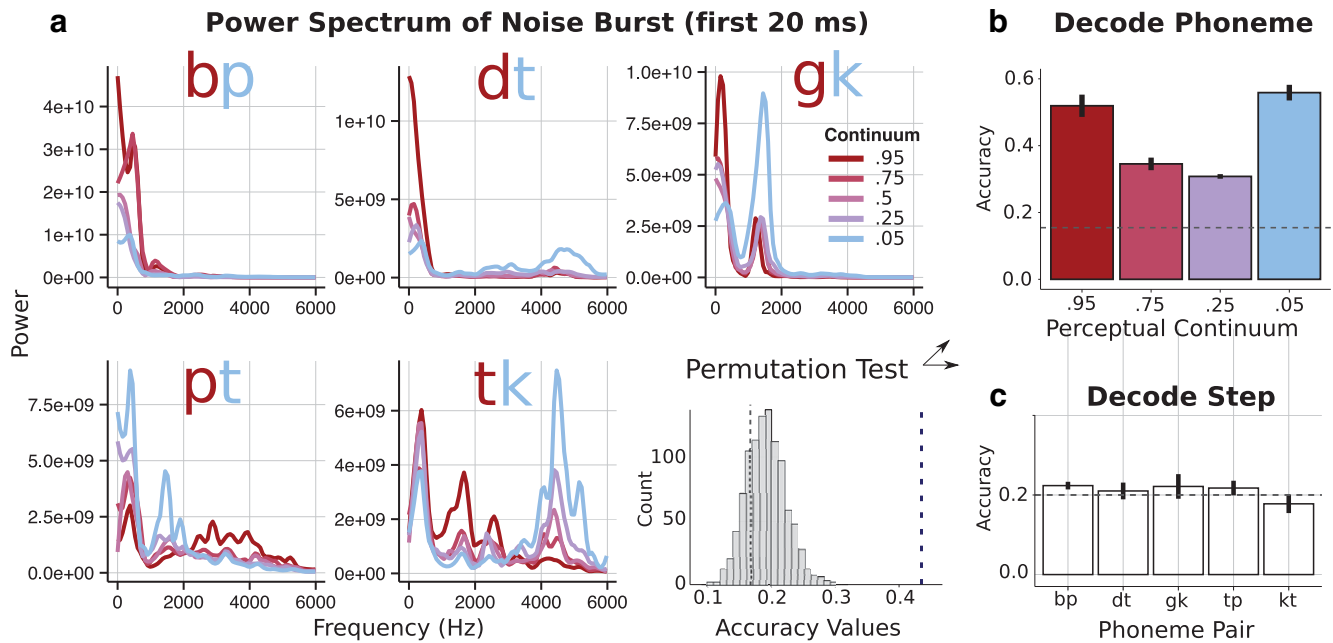 a
Power Spectrum of Noise Burst (first 20 ms)
bp
4e+10
3e+10
2e+10
1e+10
0e+00
0 2000 4000 6000
dt
1e+10
5e+09
0e+00
0 2000 4000 6000
gk
1.0e+10
7.5e+09
5.0e+09
2.5e+09
0.0e+00
0 2000 4000 6000
Continuum
.95
.75
.5
.25
.05
Power
pt
7.5e+09
5.0e+09
2.5e+09
0.0e+00
0 2000 4000 6000
tk
6e+09
4e+09
2e+09
0e+00
0 2000 4000 6000
Frequency (Hz)
Permutation Test
Count
100
50
0
0.1 0.2 0.4
Accuracy Values
b
Decode Phoneme
Accuracy
0.6
0.4
0.2
0.0
.95 .75 .25 .05
Perceptual Continuum
c
Decode Step
Accuracy
0.2
0.0
bp dt gk tp kt
Phoneme Pair